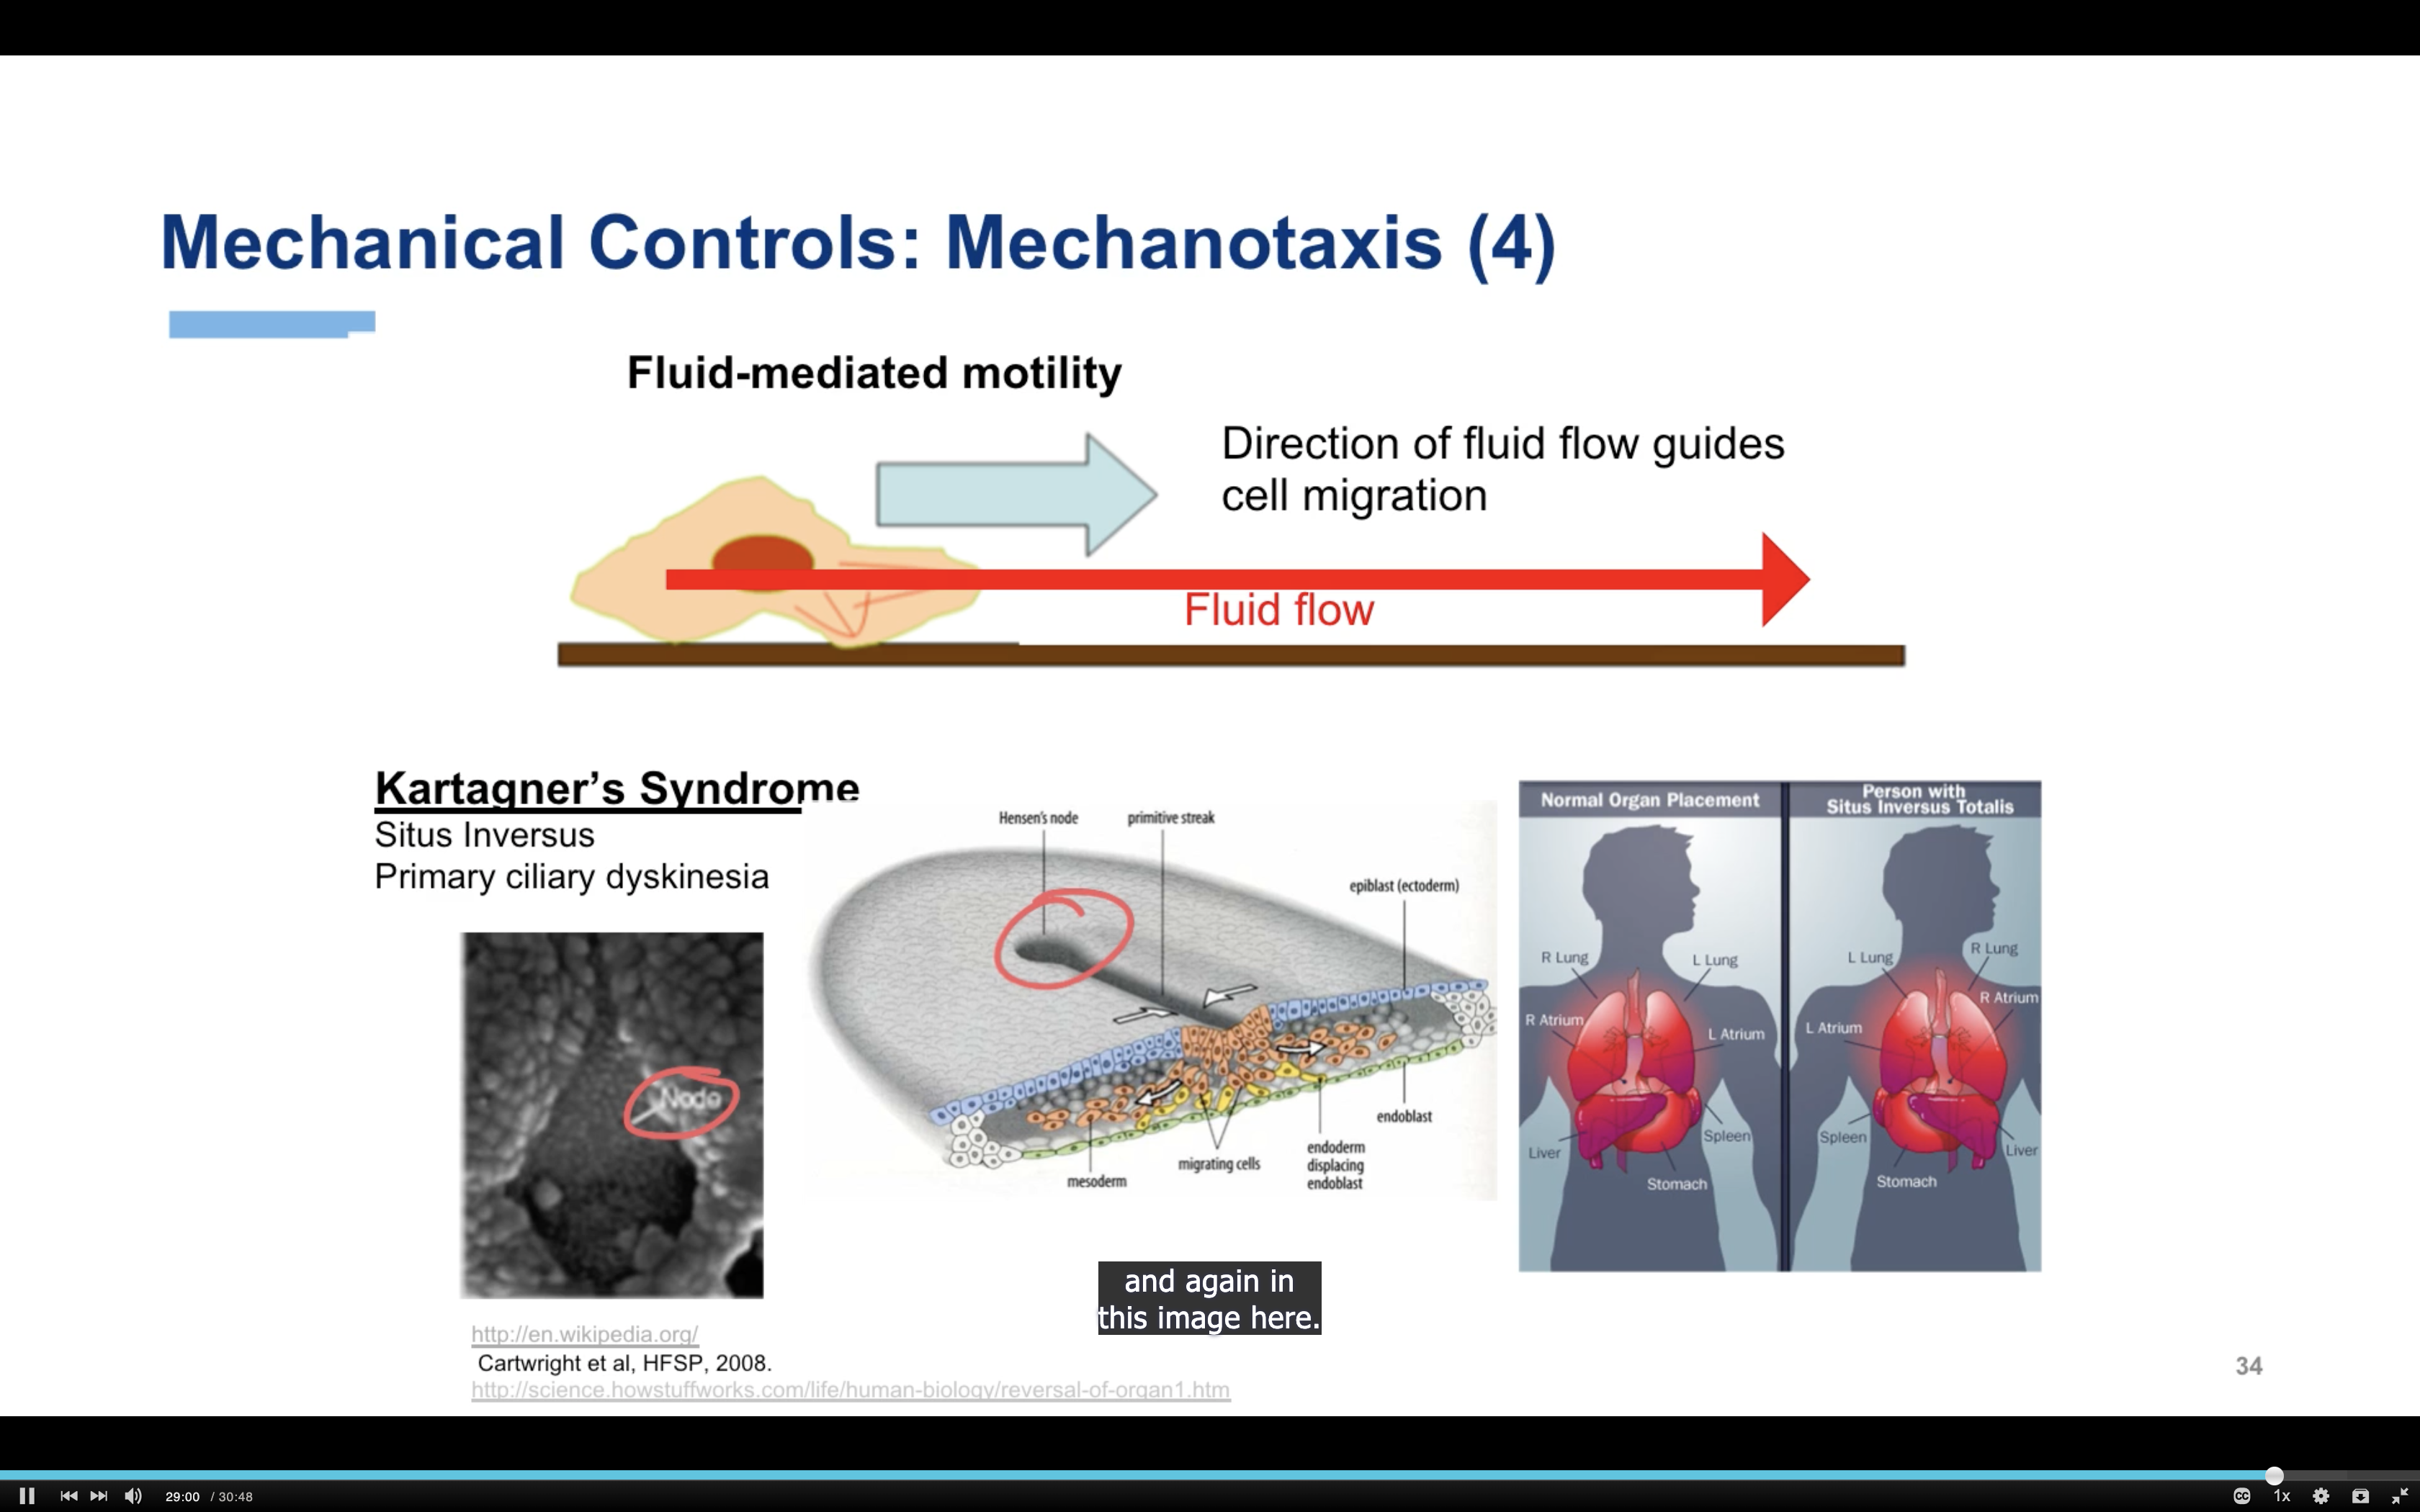 Mechanical Controls: Mechanotaxis (4)
Fluid-mediated motility
Direction of fluid flow guides
cell migration
Fluid flow
Kartagner's Syndrome
Situs Inversus
Primary ciliary dyskinesia
Node
Hensen's node
primitive streak
epiblast (ectoderm)
endoblast
endoderm
displacing
endoblast
migrating cells
mesoderm
Normal Organ Placement
R Lung
L Lung
R Atrium
L Atrium
Liver
Spleen
Stomach
Person with
Situs Inversus Totalis
L Lung
R Lung
R Atrium
L Atrium
Spleen
Liver
Stomach
and again in
this image here.
http://en.wikipedia.org/
Cartwright et al, HFSP, 2008.
http://science.howstuffworks.com/life/human-biology/reversal-of-organ1.htm
34
29:00 / 30:48
CC
1x